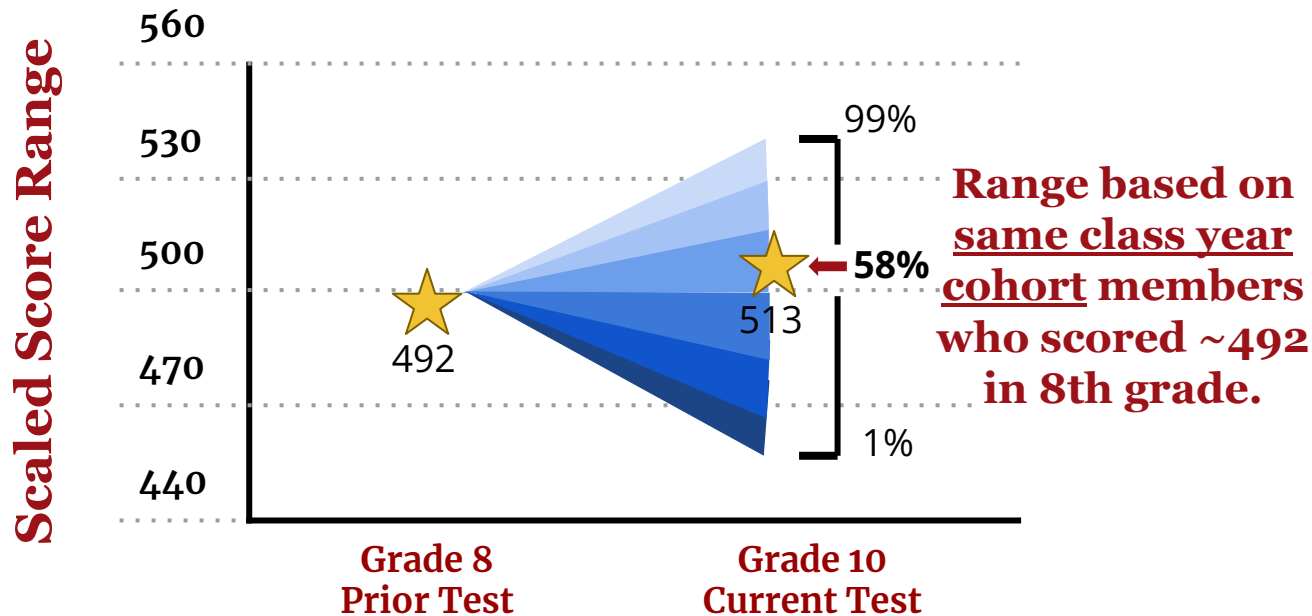 Scaled Score Range
560
530
500
470
440
492
99%
58%
513
1%
Range based on
same class year
cohort members
who scored ~492
in 8th grade.
Grade 8
Prior Test
Grade 10
Current Test